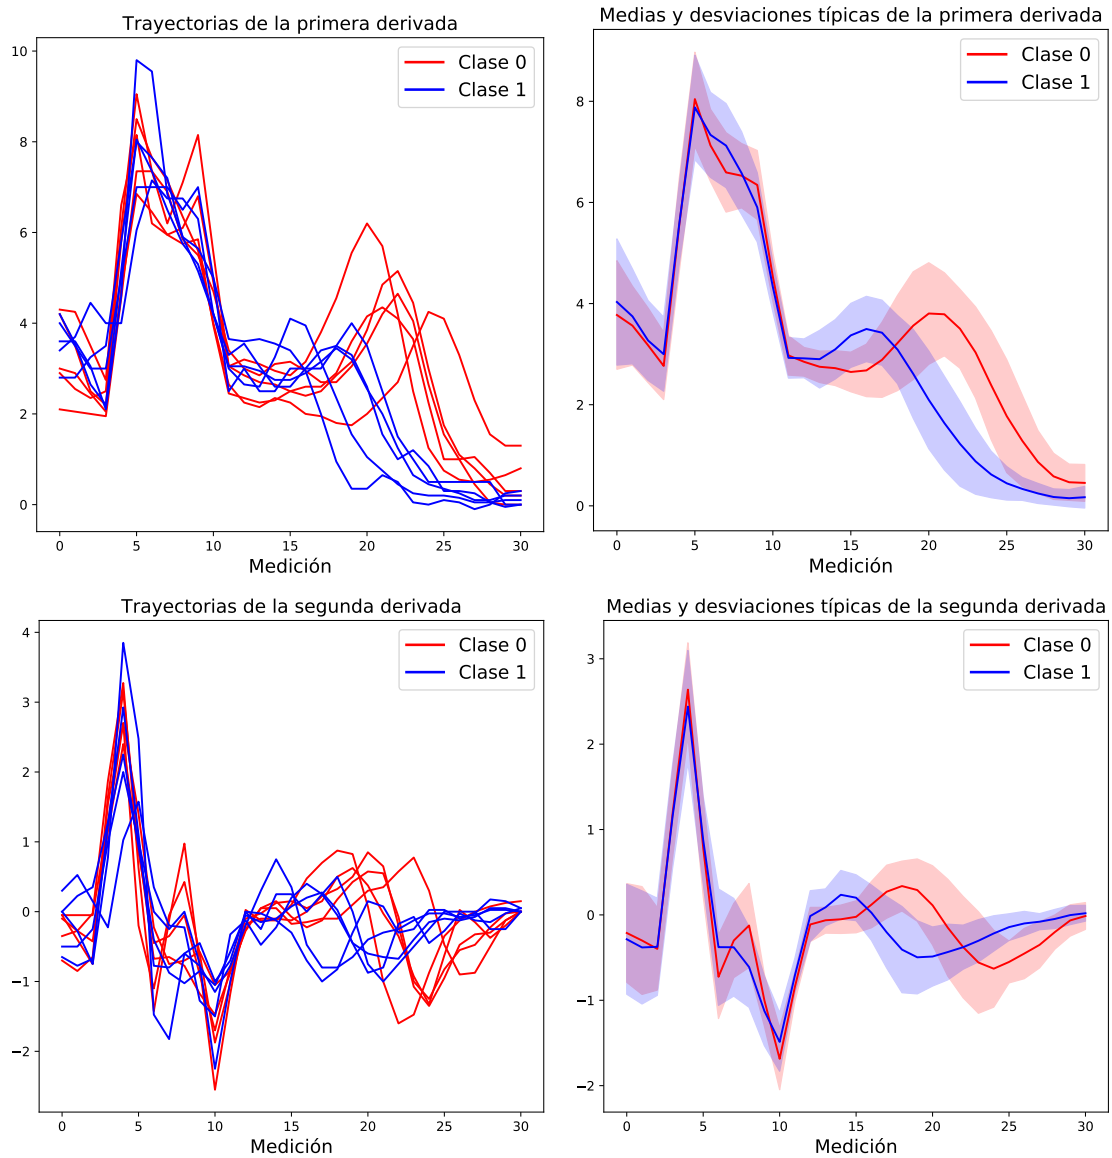 Trayectorias de la primera derivada
Clase 0
Clase 1
10
8
6
4
2
0
0 5 10 15 20 25 30
Medición
Medias y desviaciones típicas de la primera derivada
Clase 0
Clase 1
8
6
4
2
0
0 5 10 15 20 25 30
Medición
Trayectorias de la segunda derivada
Clase 0
Clase 1
4
3
2
1
0
−1
−2
0 5 10 15 20 25 30
Medición
Medias y desviaciones típicas de la segunda derivada
Clase 0
Clase 1
3
2
1
0
−1
−2
0 5 10 15 20 25 30
Medición